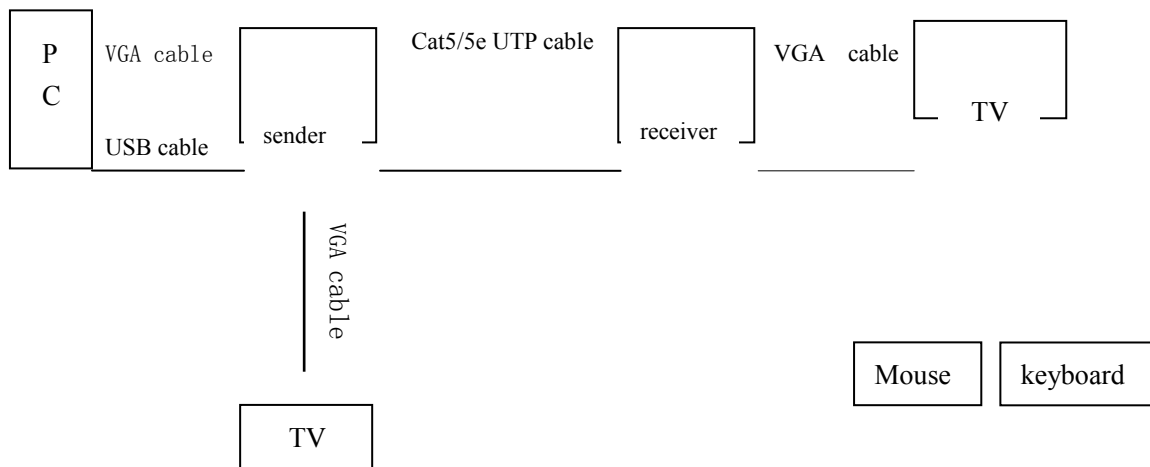 P
C
VGA cable
USB cable
sender
Cat5/5e UTP cable
receiver
VGA cable
TV
VGA cable
TV
Mouse
keyboard